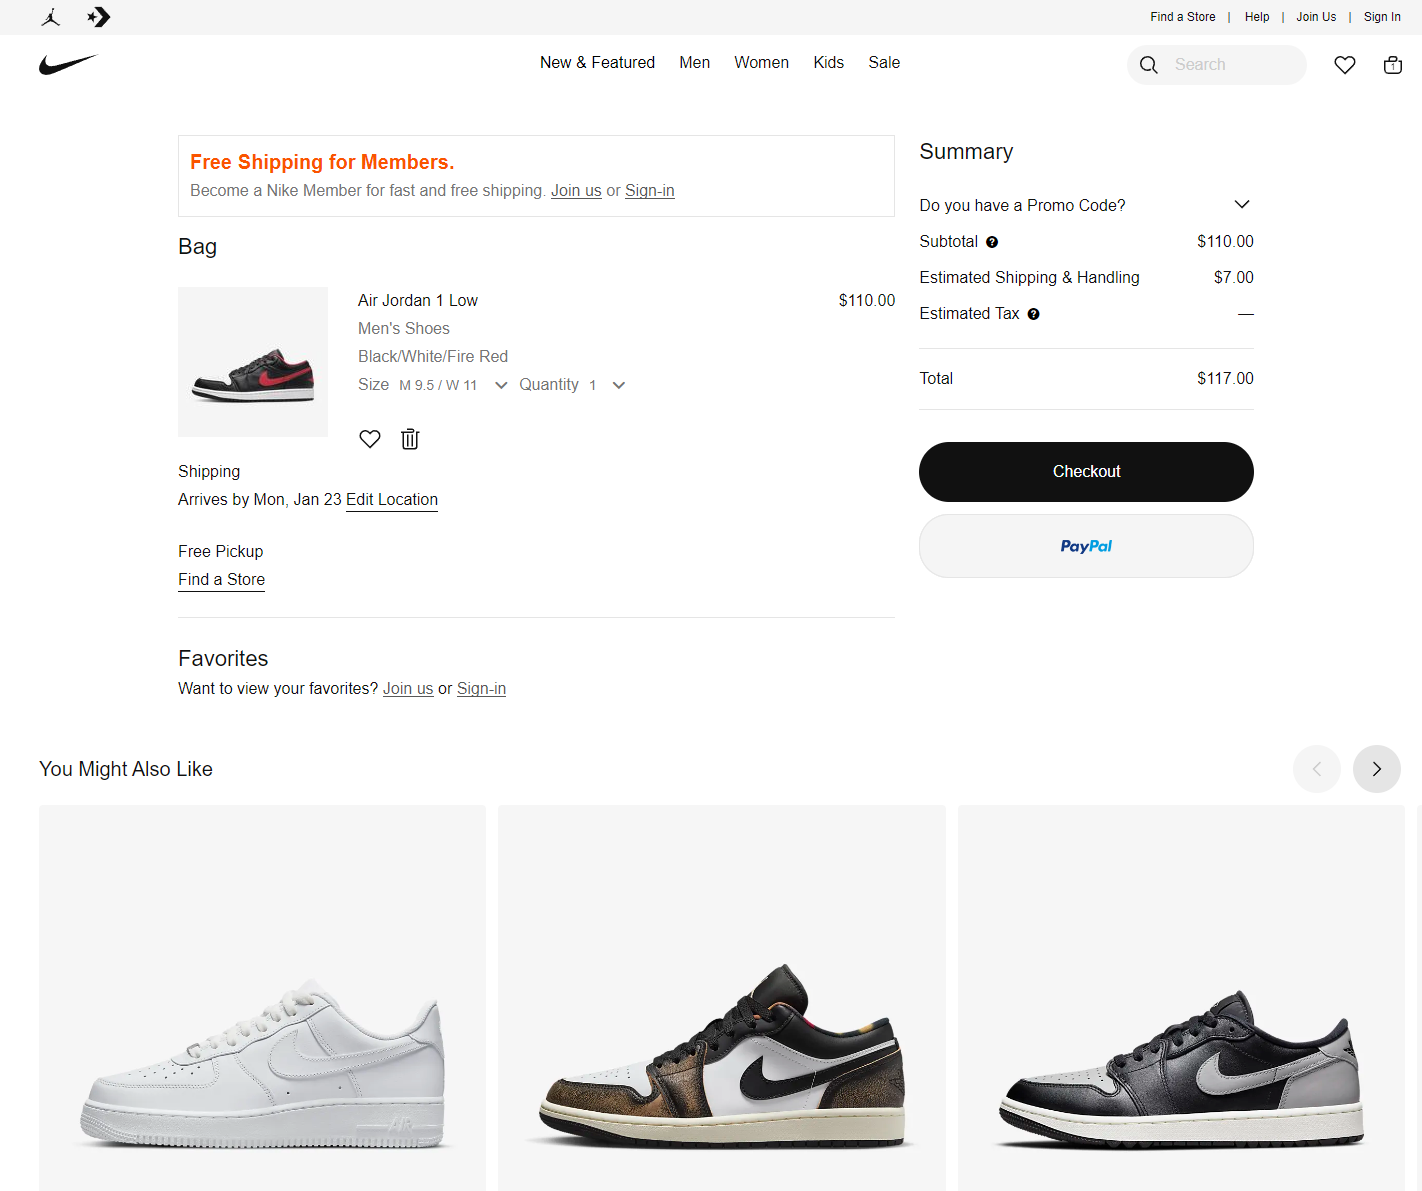 Find a Store | Help | Join Us | Sign In
New & Featured Men Women Kids Sale
Search
1
Free Shipping for Members.
Become a Nike Member for fast and free shipping. Join us or Sign-in
Bag
Air Jordan 1 Low $110.00
Men's Shoes
Black/White/Fire Red
Size M 9.5 / W 11 Quantity 1
Shipping
Arrives by Mon, Jan 23 Edit Location
Free Pickup
Find a Store
Favorites
Want to view your favorites? Join us or Sign-in
Summary
Do you have a Promo Code?
Subtotal ? $110.00
Estimated Shipping & Handling $7.00
Estimated Tax ? —
Total $117.00
Checkout
PayPal
You Might Also Like
AIR